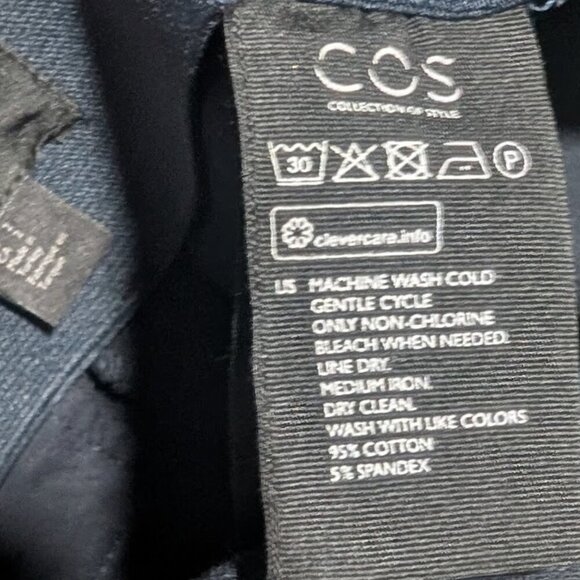 COS
COLLECTION OF STYLE
30 P
clevercare.info
US MACHINE WASH COLD
GENTLE CYCLE
ONLY NON-CHLORINE
BLEACH WHEN NEEDED.
LINE DRY.
MEDIUM IRON.
DRY CLEAN.
WASH WITH LIKE COLORS
95% COTTON
5% SPANDEX